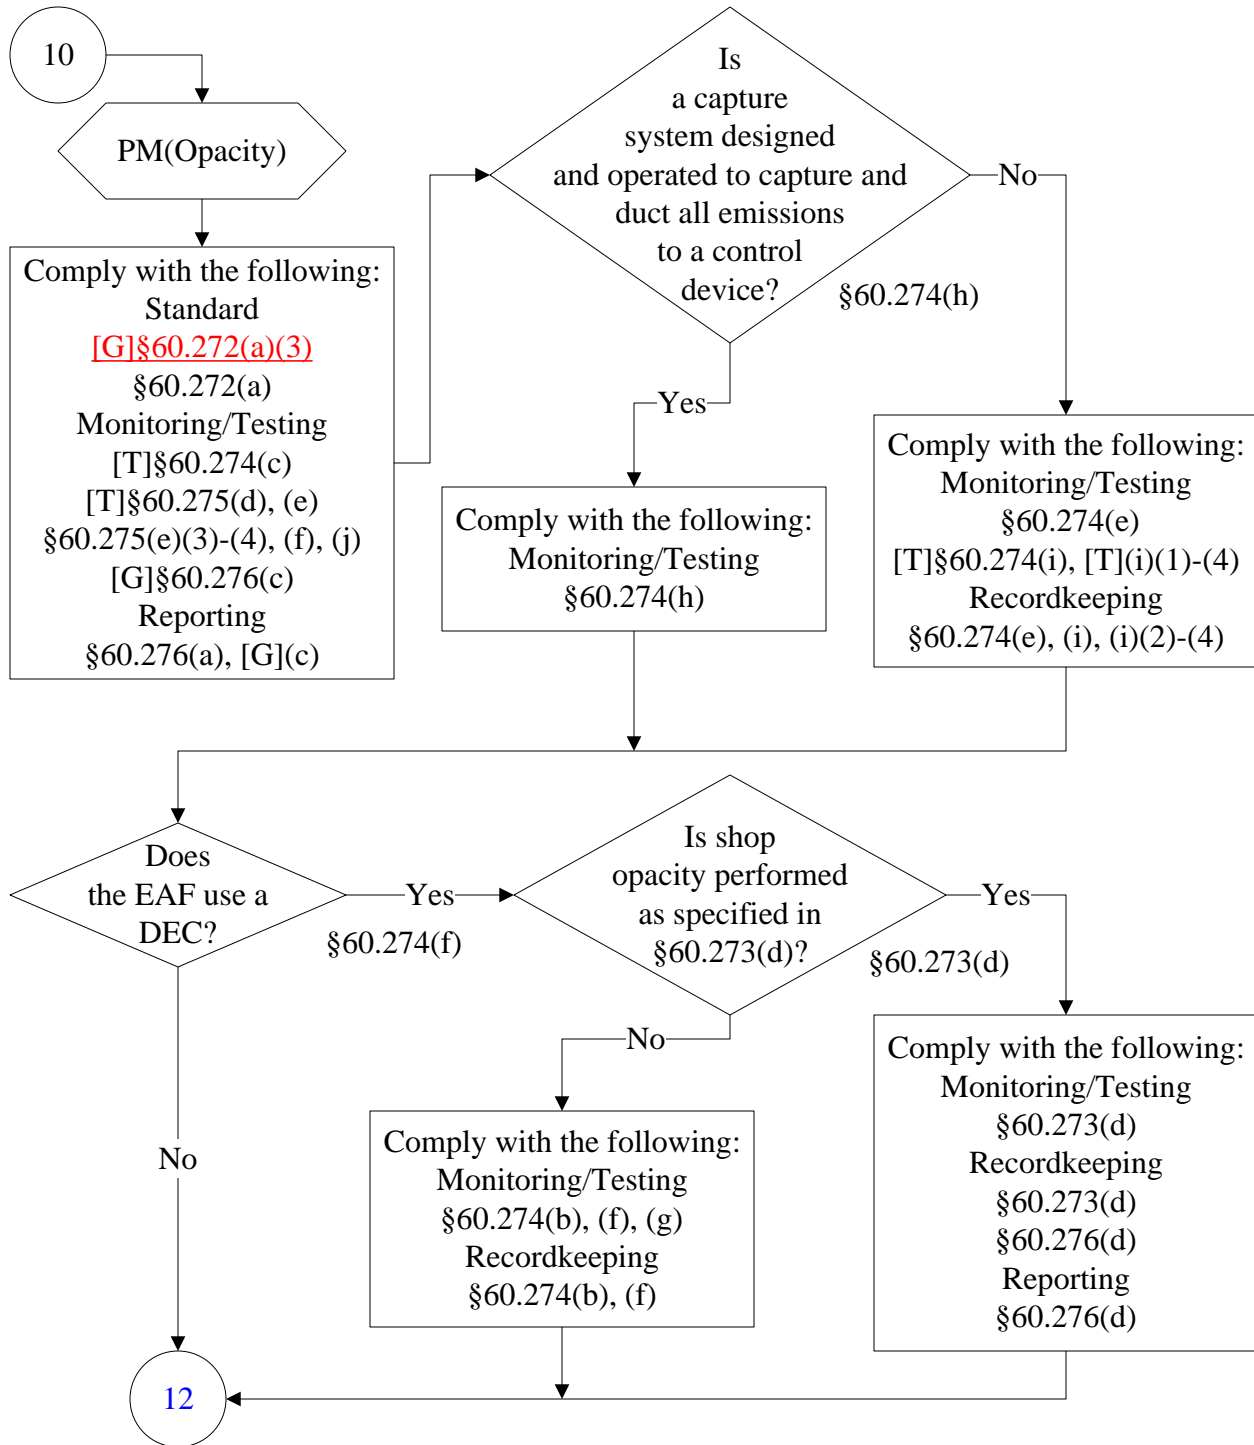 10
PM(Opacity)
Comply with the following:
Standard
[G]§60.272(a)(3)
§60.272(a)
Monitoring/Testing
[T]§60.274(c)
[T]§60.275(d), (e)
§60.275(e)(3)-(4), (f), (j)
[G]§60.276(c)
Reporting
§60.276(a), [G](c)
Is
a capture
system designed
and operated to capture and
duct all emissions
to a control
device?
§60.274(h)
No
Yes
Comply with the following:
Monitoring/Testing
§60.274(h)
Comply with the following:
Monitoring/Testing
§60.274(e)
[T]§60.274(i), [T](i)(1)-(4)
Recordkeeping
§60.274(e), (i), (i)(2)-(4)
Does
the EAF use a
DEC?
Yes
§60.274(f)
No
Is shop
opacity performed
as specified in
§60.273(d)?
Yes
§60.273(d)
No
Comply with the following:
Monitoring/Testing
§60.274(b), (f), (g)
Recordkeeping
§60.274(b), (f)
Comply with the following:
Monitoring/Testing
§60.273(d)
Recordkeeping
§60.273(d)
§60.276(d)
Reporting
§60.276(d)
12